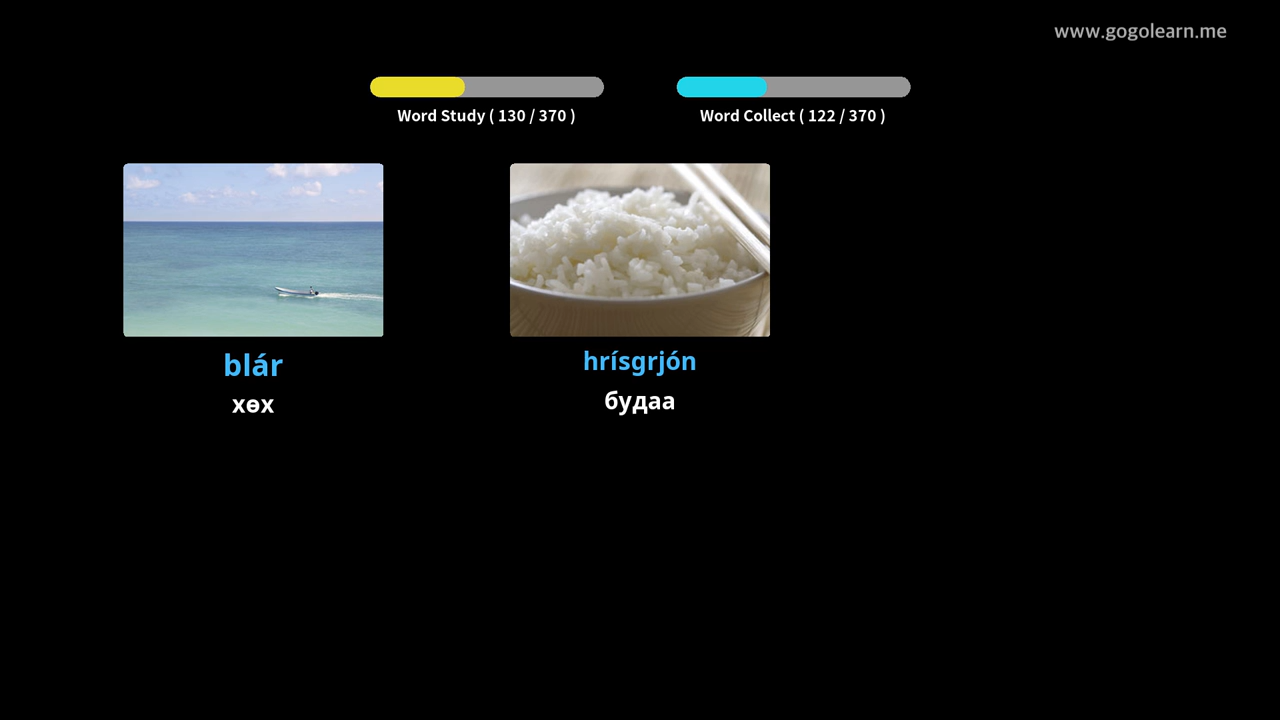 www.gogolearn.me
Word Study ( 130 / 370 )
Word Collect ( 122 / 370 )
blár
хөх
hrísgrjón
будаа